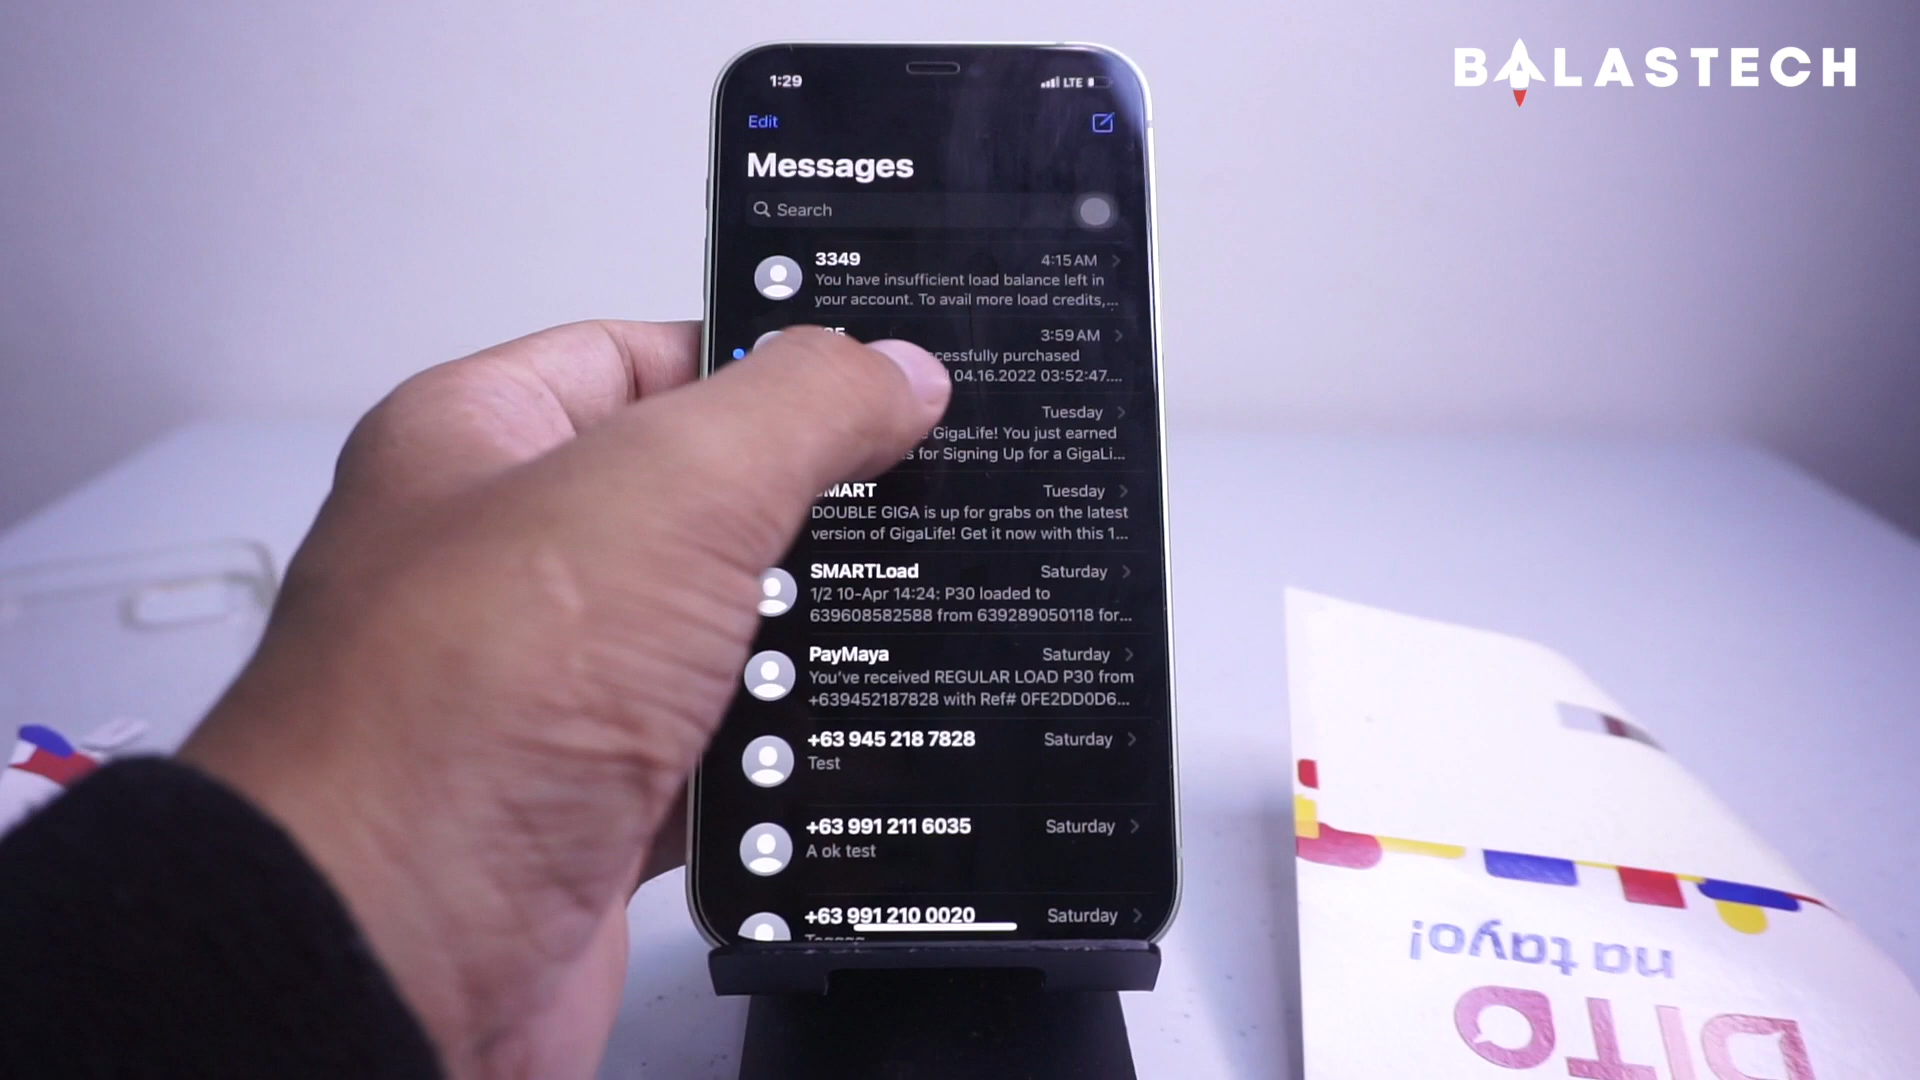 BALASTECH
1:29
LTE
Edit
Messages
Search
3349 4:15 AM
You have insufficient load balance left in
your account. To avail more load credits,...
3:59 AM
purchased
04.16.2022 03:52:47....
Tuesday
GigaLife! You just earned
for Signing Up for a GigaLi...
SMART Tuesday
DOUBLE GIGA is up for grabs on the latest
version of GigaLife! Get it now with this 1...
SMARTLoad Saturday
1/2 10-Apr 14:24: P30 loaded to
639608582588 from 639289050118 for...
PayMaya Saturday
You've received REGULAR LOAD P30 from
+639452187828 with Ref# 0FE2DD0D6...
+63 945 218 7828 Saturday
Test
+63 991 211 6035 Saturday
A ok test
+63 991 210 0020 Saturday
na tayo!
DITO